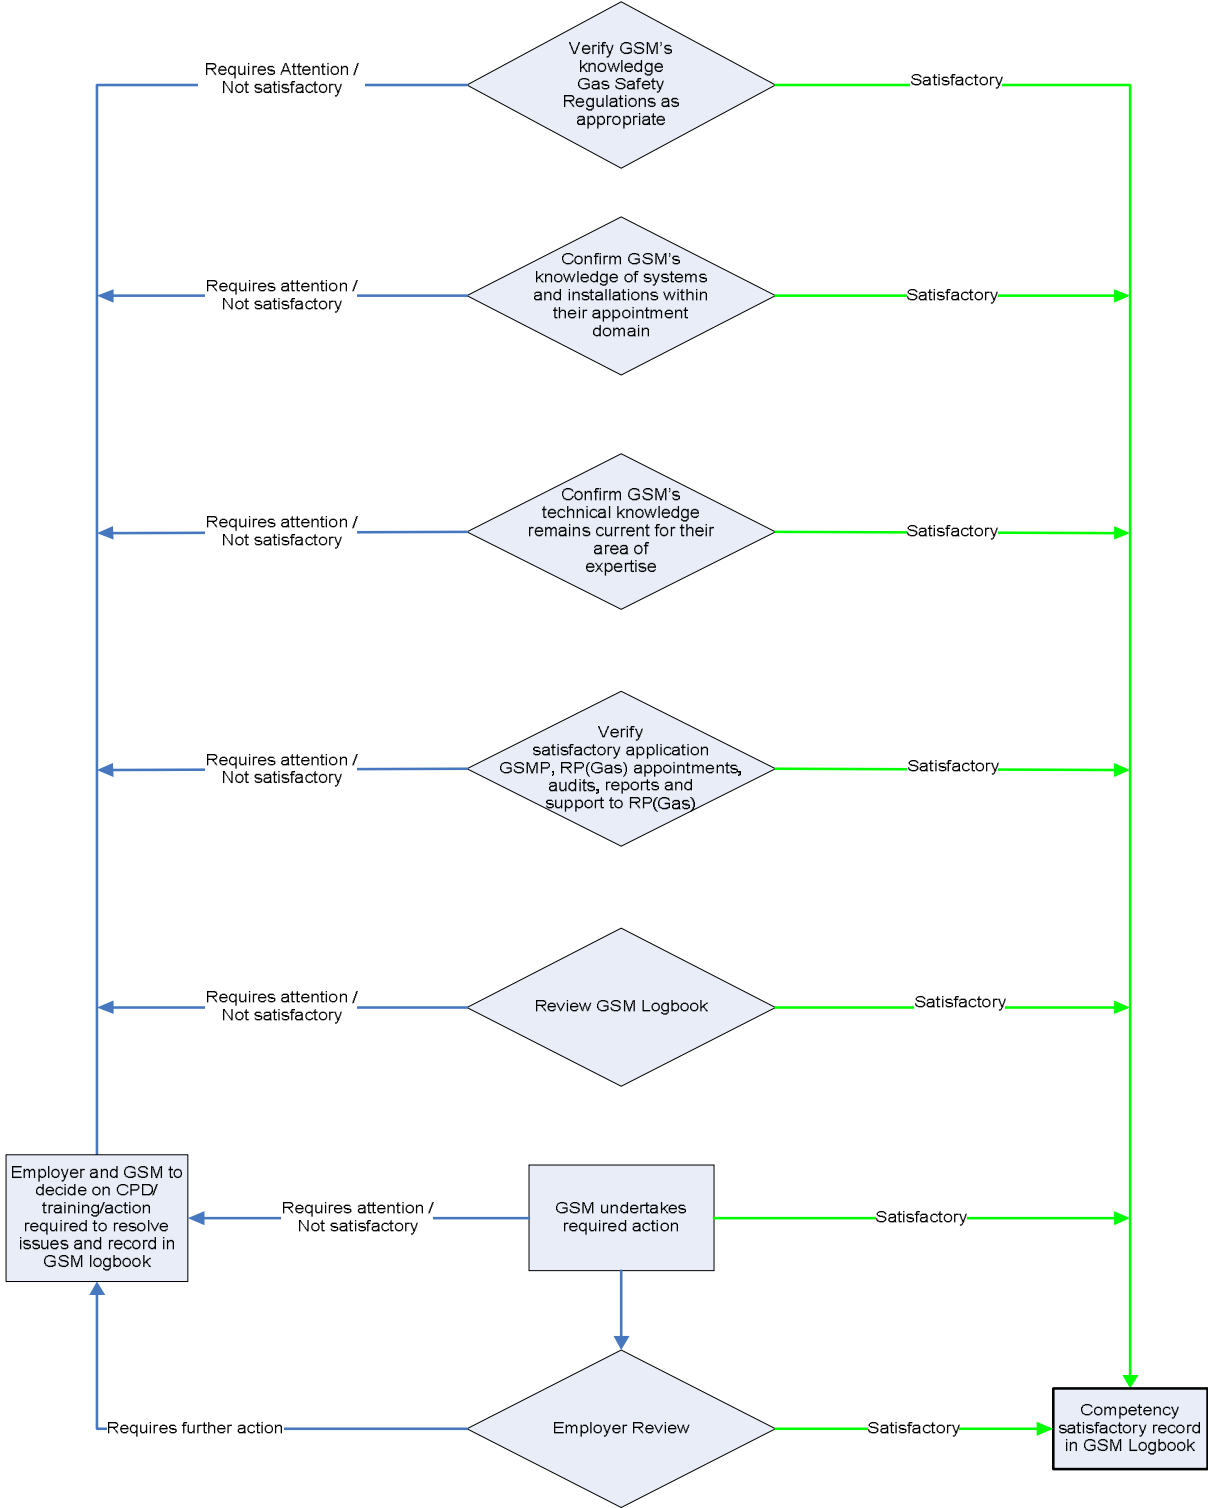 Requires Attention /
Not satisfactory
Verify GSM's
knowledge
Gas Safety
Regulations as
appropriate
Satisfactory
Requires attention /
Not satisfactory
Confirm GSM's
knowledge of systems
and installations within
their appointment
domain
Satisfactory
Requires attention /
Not satisfactory
Confirm GSM's
technical knowledge
remains current for their
area of
expertise
Satisfactory
Requires attention /
Not satisfactory
Verify
satisfactory application
GSMP, RP(Gas) appointments,
audits, reports and
support to RP(Gas)
Satisfactory
Requires attention /
Not satisfactory
Review GSM Logbook
Satisfactory
Employer and GSM to
decide on CPD/
training/action
required to resolve
issues and record in
GSM logbook
Requires attention /
Not satisfactory
GSM undertakes
required action
Satisfactory
Requires further action
Employer Review
Satisfactory
Competency
satisfactory record
in GSM Logbook